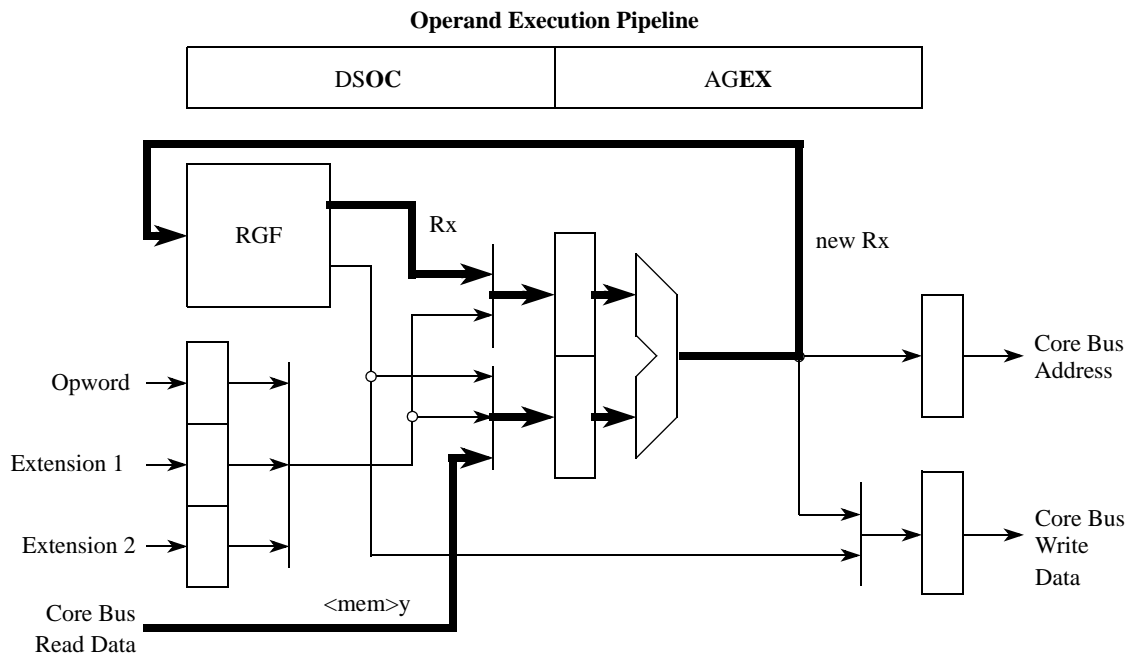 Operand Execution Pipeline
DSOC
AGEX
Rx
RGF
new Rx
Core Bus
Address
Opword
Extension 1
Extension 2
Core Bus
Write
Data
<mem>y
Core Bus
Read Data